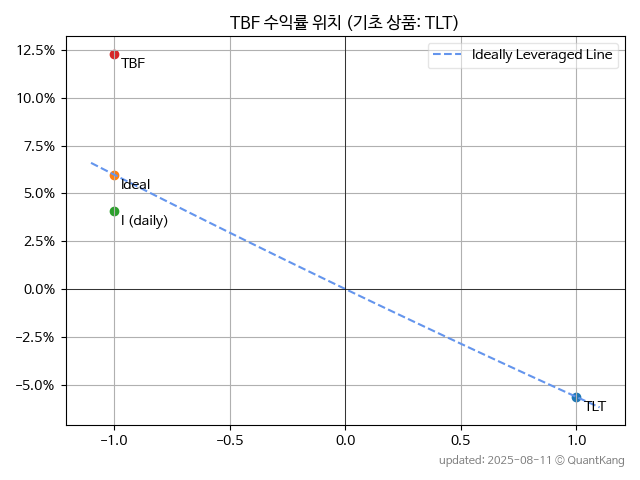 TBF 수익률 위치 (기초 상품: TLT)
Ideally Leveraged Line
12.5%
10.0%
7.5%
5.0%
2.5%
0.0%
−2.5%
−5.0%
TBF
Ideal
I (daily)
TLT
−1.0 −0.5 0.0 0.5 1.0
updated: 2025-08-11 © QuantKang